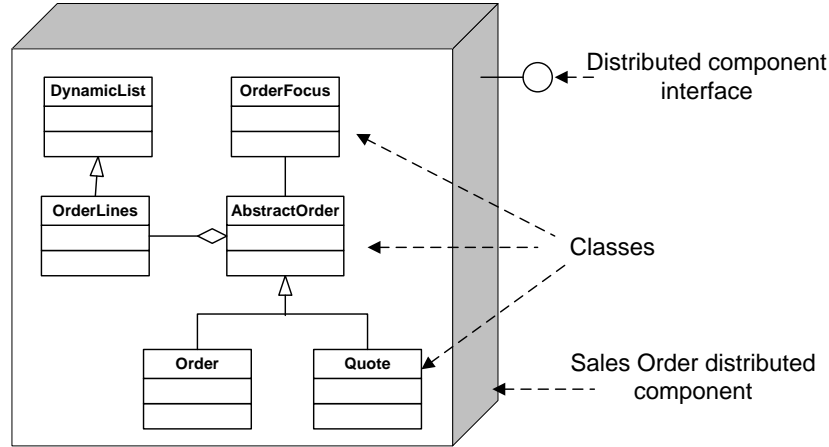 DynamicList
OrderFocus
Distributed component
interface
OrderLines
AbstractOrder
Classes
Order
Quote
Sales Order distributed
component